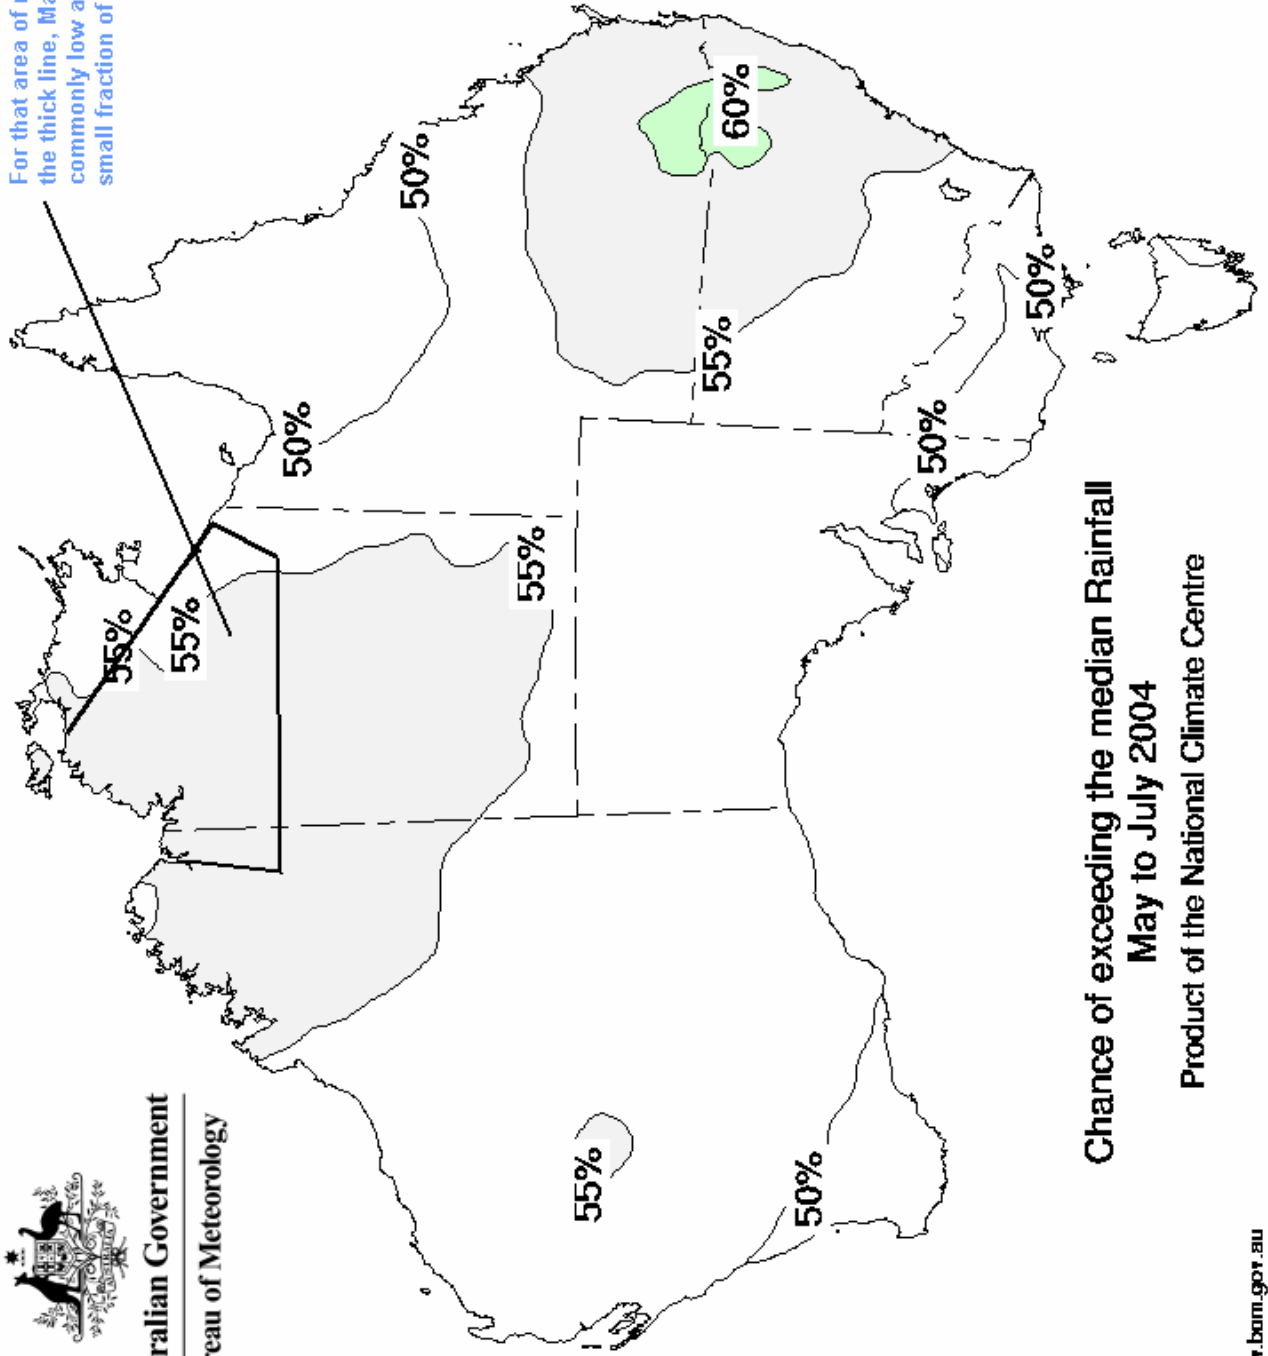 ralian Government
reau of Meteorology
For that area of
the thick line, Ma
commonly low a
small fraction of
55%
55%
50%
50%
55%
55%
55%
60%
50%
50%
50%
Chance of exceeding the median Rainfall
May to July 2004
Product of the National Climate Centre
.bom.gov.au